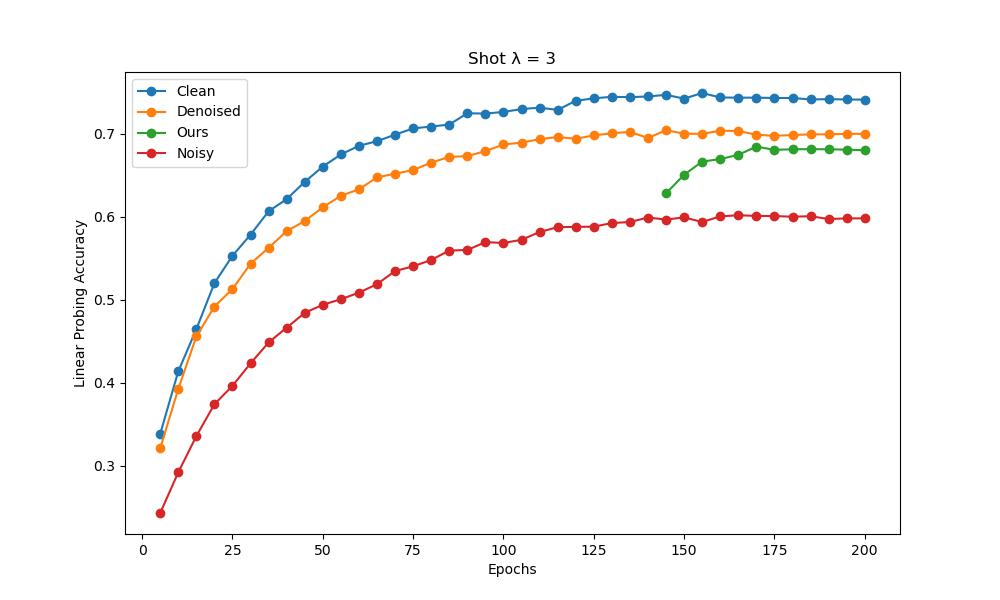 Shot λ = 3
Clean
Denoised
Ours
Noisy
Linear Probing Accuracy
0.7
0.6
0.5
0.4
0.3
0 25 50 75 100 125 150 175 200
Epochs